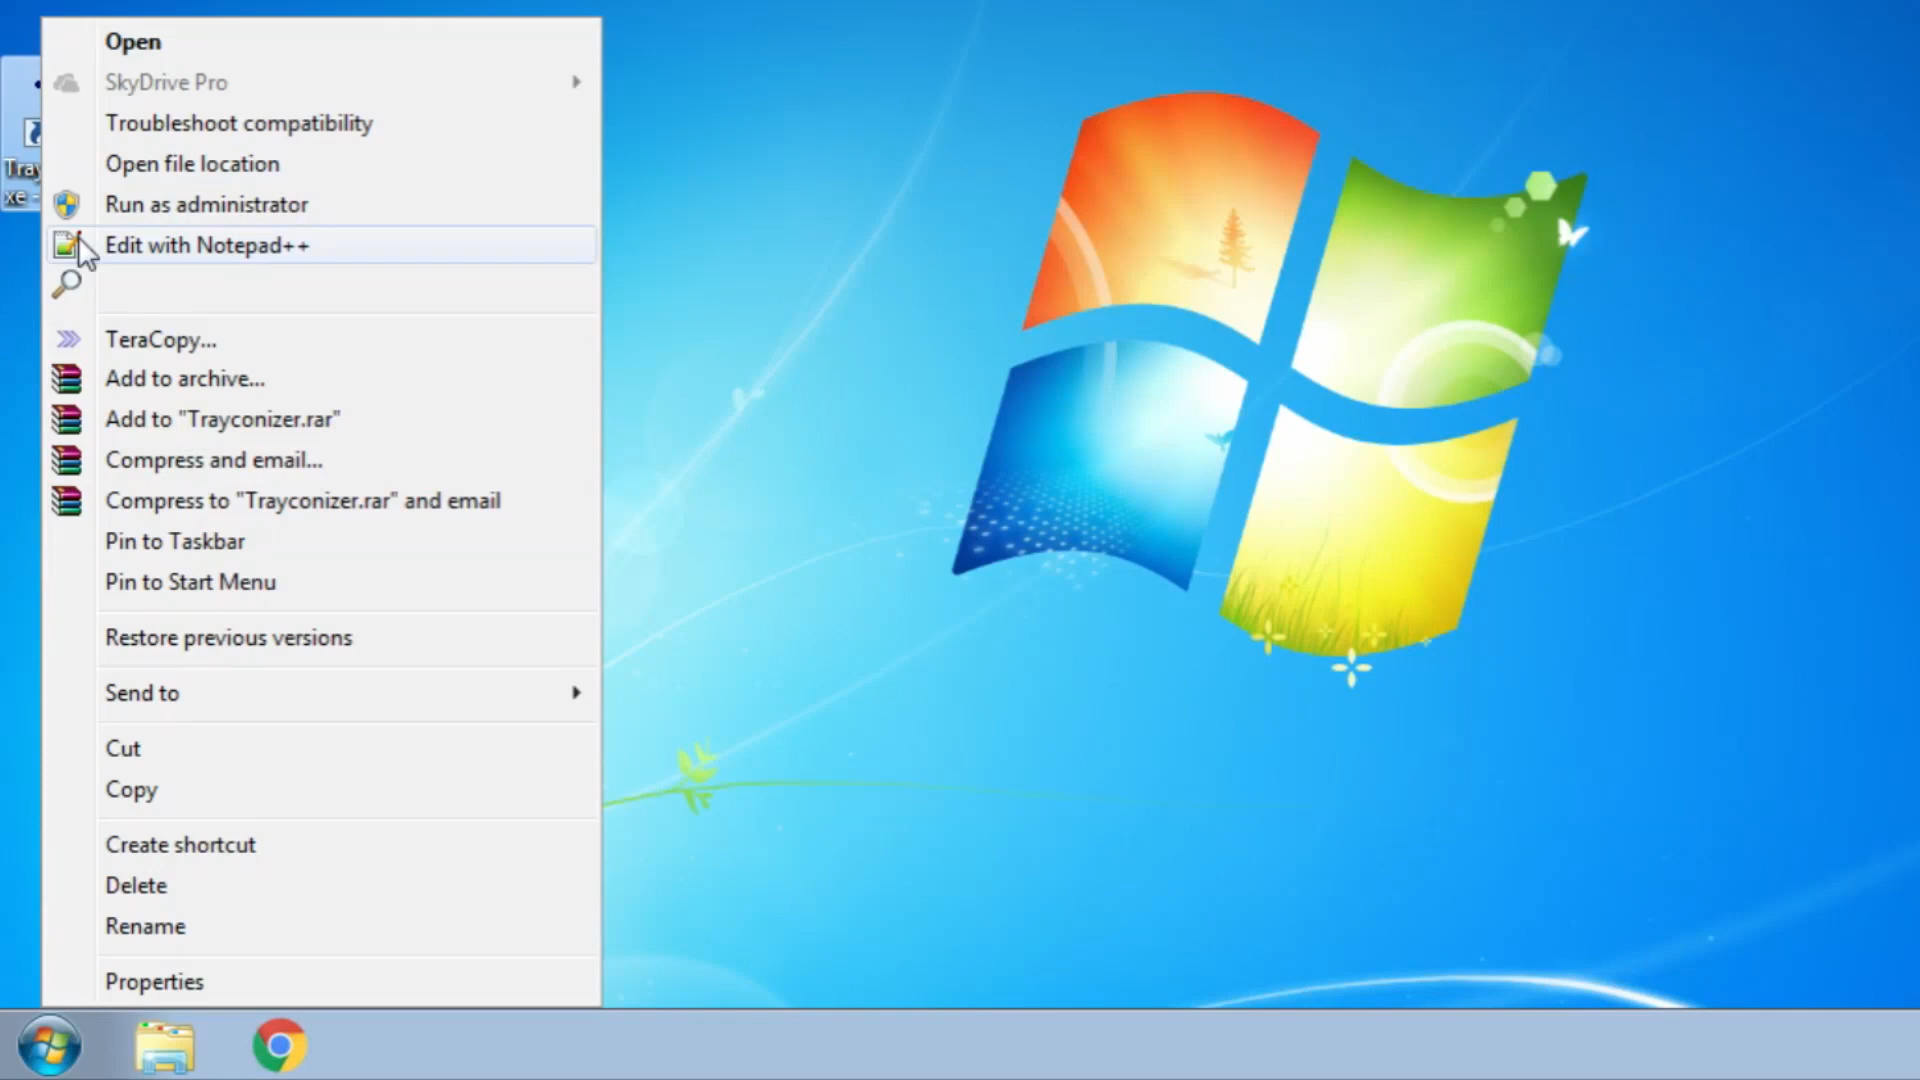 Open
SkyDrive Pro
Troubleshoot compatibility
Open file location
Run as administrator
Edit with Notepad++
TeraCopy...
Add to archive...
Add to "Trayconizer.rar"
Compress and email...
Compress to "Trayconizer.rar" and email
Pin to Taskbar
Pin to Start Menu
Restore previous versions
Send to
Cut
Copy
Create shortcut
Delete
Rename
Properties
Tray
xe -